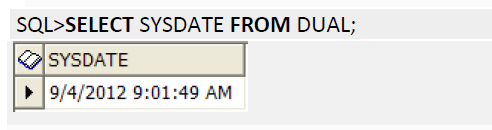 SQL>SELECT SYSDATE FROM DUAL;
SYSDATE
9/4/2012 9:01:49 AM